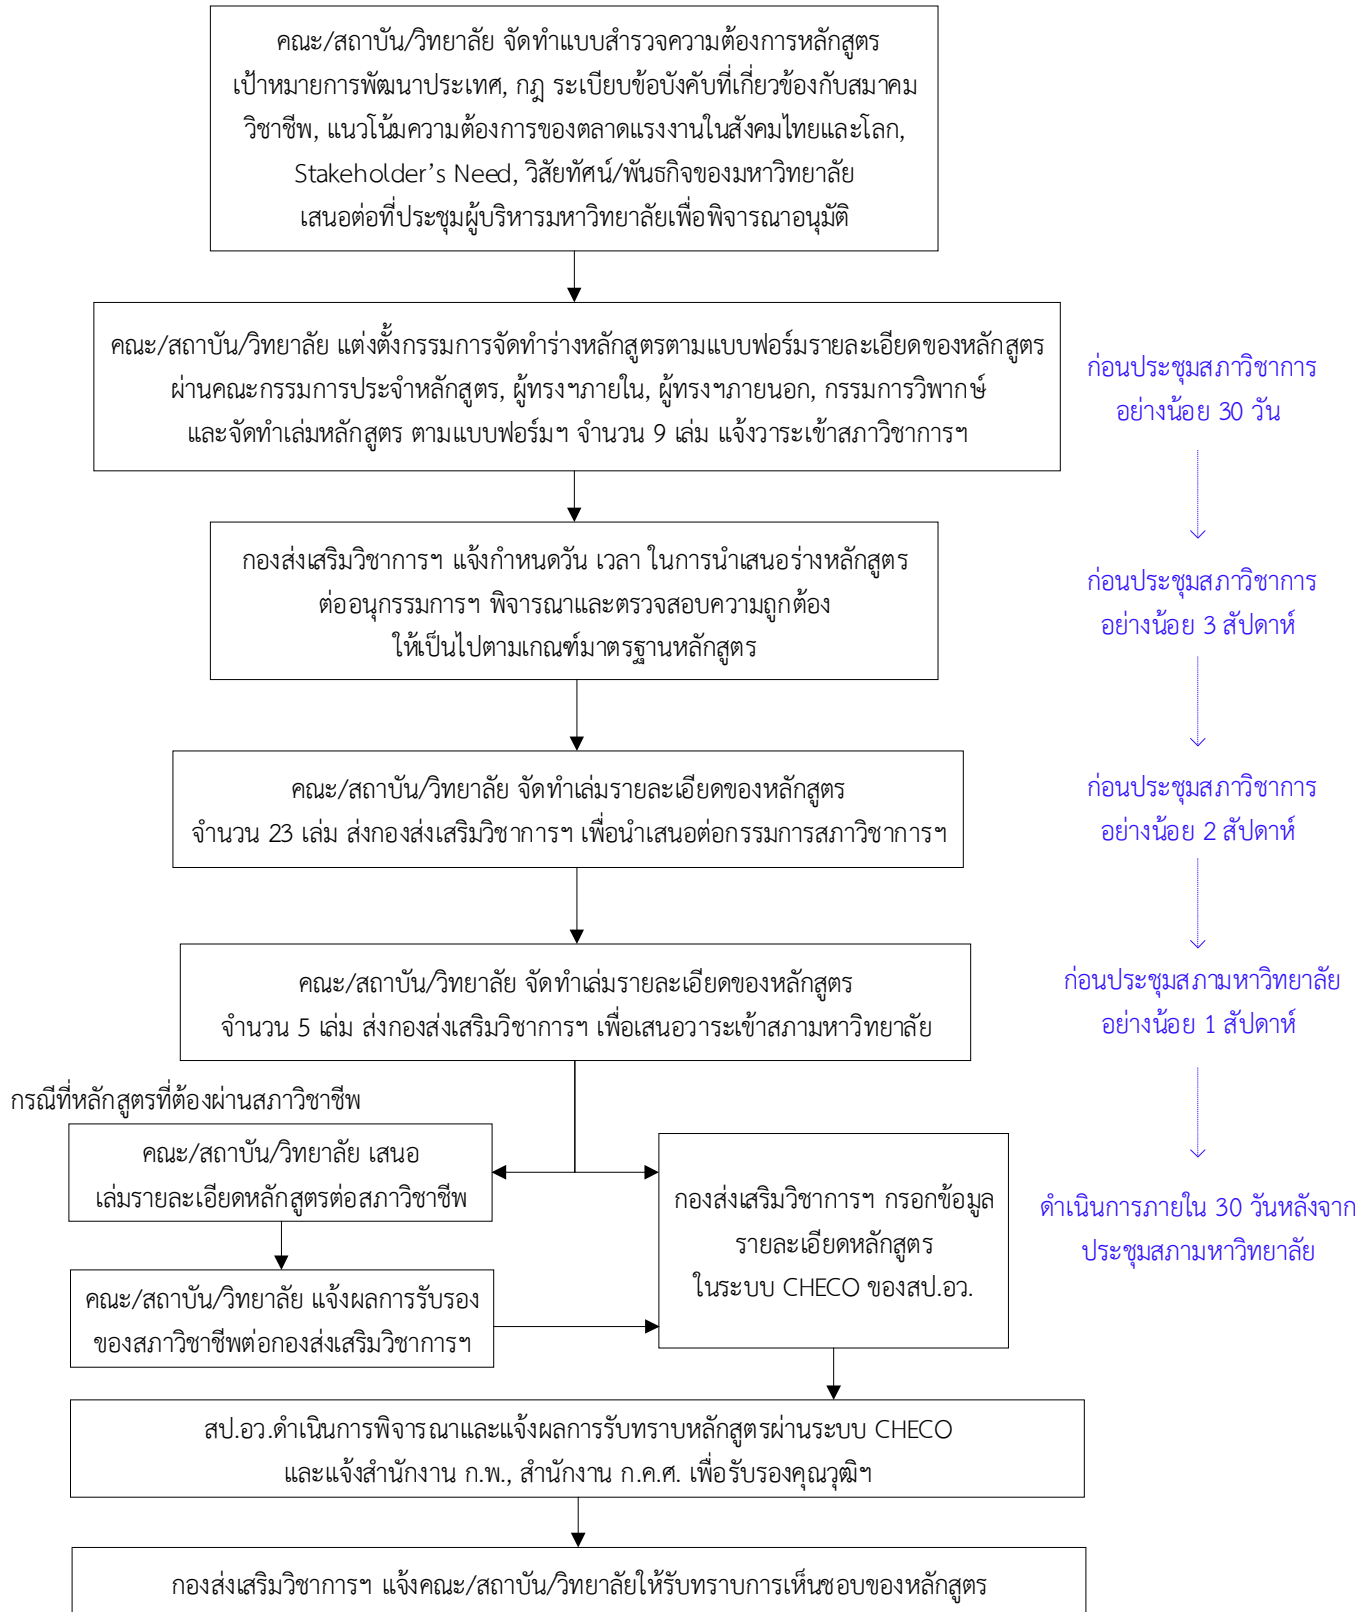 คณะ/สถาบัน/วิทยาลัย จัดทำแบบสำรวจความต้องการหลักสูตร
เป้าหมายการพัฒนาประเทศ, กฎ ระเบียบข้อบังคับที่เกี่ยวข้องกับสมาคม
วิชาชีพ, แนวโน้มความต้องการของตลาดแรงงานในสังคมไทยและโลก,
Stakeholder's Need, วิสัยทัศน์/พันธกิจของมหาวิทยาลัย
เสนอต่อที่ประชุมผู้บริหารมหาวิทยาลัยเพื่อพิจารณาอนุมัติ
คณะ/สถาบัน/วิทยาลัย แต่งตั้งกรรมการจัดทำร่างหลักสูตรตามแบบฟอร์มรายละเอียดของหลักสูตร
ผ่านคณะกรรมการประจำหลักสูตร, ผู้ทรงฯภายใน, ผู้ทรงฯภายนอก, กรรมการวิพากษ์
และจัดทำเล่มหลักสูตร ตามแบบฟอร์มฯ จำนวน 9 เล่ม แจ้งวาระเข้าสภาวิชาการฯ
ก่อนประชุมสภาวิชาการ
อย่างน้อย 30 วัน
กองส่งเสริมวิชาการฯ แจ้งกำหนดวัน เวลา ในการนำเสนอร่างหลักสูตร
ต่ออนุกรรมการฯ พิจารณาและตรวจสอบความถูกต้อง
ให้เป็นไปตามเกณฑ์มาตรฐานหลักสูตร
ก่อนประชุมสภาวิชาการ
อย่างน้อย 3 สัปดาห์
คณะ/สถาบัน/วิทยาลัย จัดทำเล่มรายละเอียดของหลักสูตร
จำนวน 23 เล่ม ส่งกองส่งเสริมวิชาการฯ เพื่อนำเสนอต่อกรรมการสภาวิชาการฯ
ก่อนประชุมสภาวิชาการ
อย่างน้อย 2 สัปดาห์
คณะ/สถาบัน/วิทยาลัย จัดทำเล่มรายละเอียดของหลักสูตร
จำนวน 5 เล่ม ส่งกองส่งเสริมวิชาการฯ เพื่อเสนอวาระเข้าสภามหาวิทยาลัย
ก่อนประชุมสภามหาวิทยาลัย
อย่างน้อย 1 สัปดาห์
กรณีที่หลักสูตรที่ต้องผ่านสภาวิชาชีพ
คณะ/สถาบัน/วิทยาลัย เสนอ
เล่มรายละเอียดหลักสูตรต่อสภาวิชาชีพ
คณะ/สถาบัน/วิทยาลัย แจ้งผลการรับรอง
ของสภาวิชาชีพต่อกองส่งเสริมวิชาการฯ
กองส่งเสริมวิชาการฯ กรอกข้อมูล
รายละเอียดหลักสูตร
ในระบบ CHECO ของสป.อว.
ดำเนินการภายใน 30 วันหลังจาก
ประชุมสภามหาวิทยาลัย
สป.อว.ดำเนินการพิจารณาและแจ้งผลการรับทราบหลักสูตรผ่านระบบ CHECO
และแจ้งสำนักงาน ก.พ., สำนักงาน ก.ค.ศ. เพื่อรับรองคุณวุฒิฯ
กองส่งเสริมวิชาการฯ แจ้งคณะ/สถาบัน/วิทยาลัยให้รับทราบการเห็นชอบของหลักสูตร